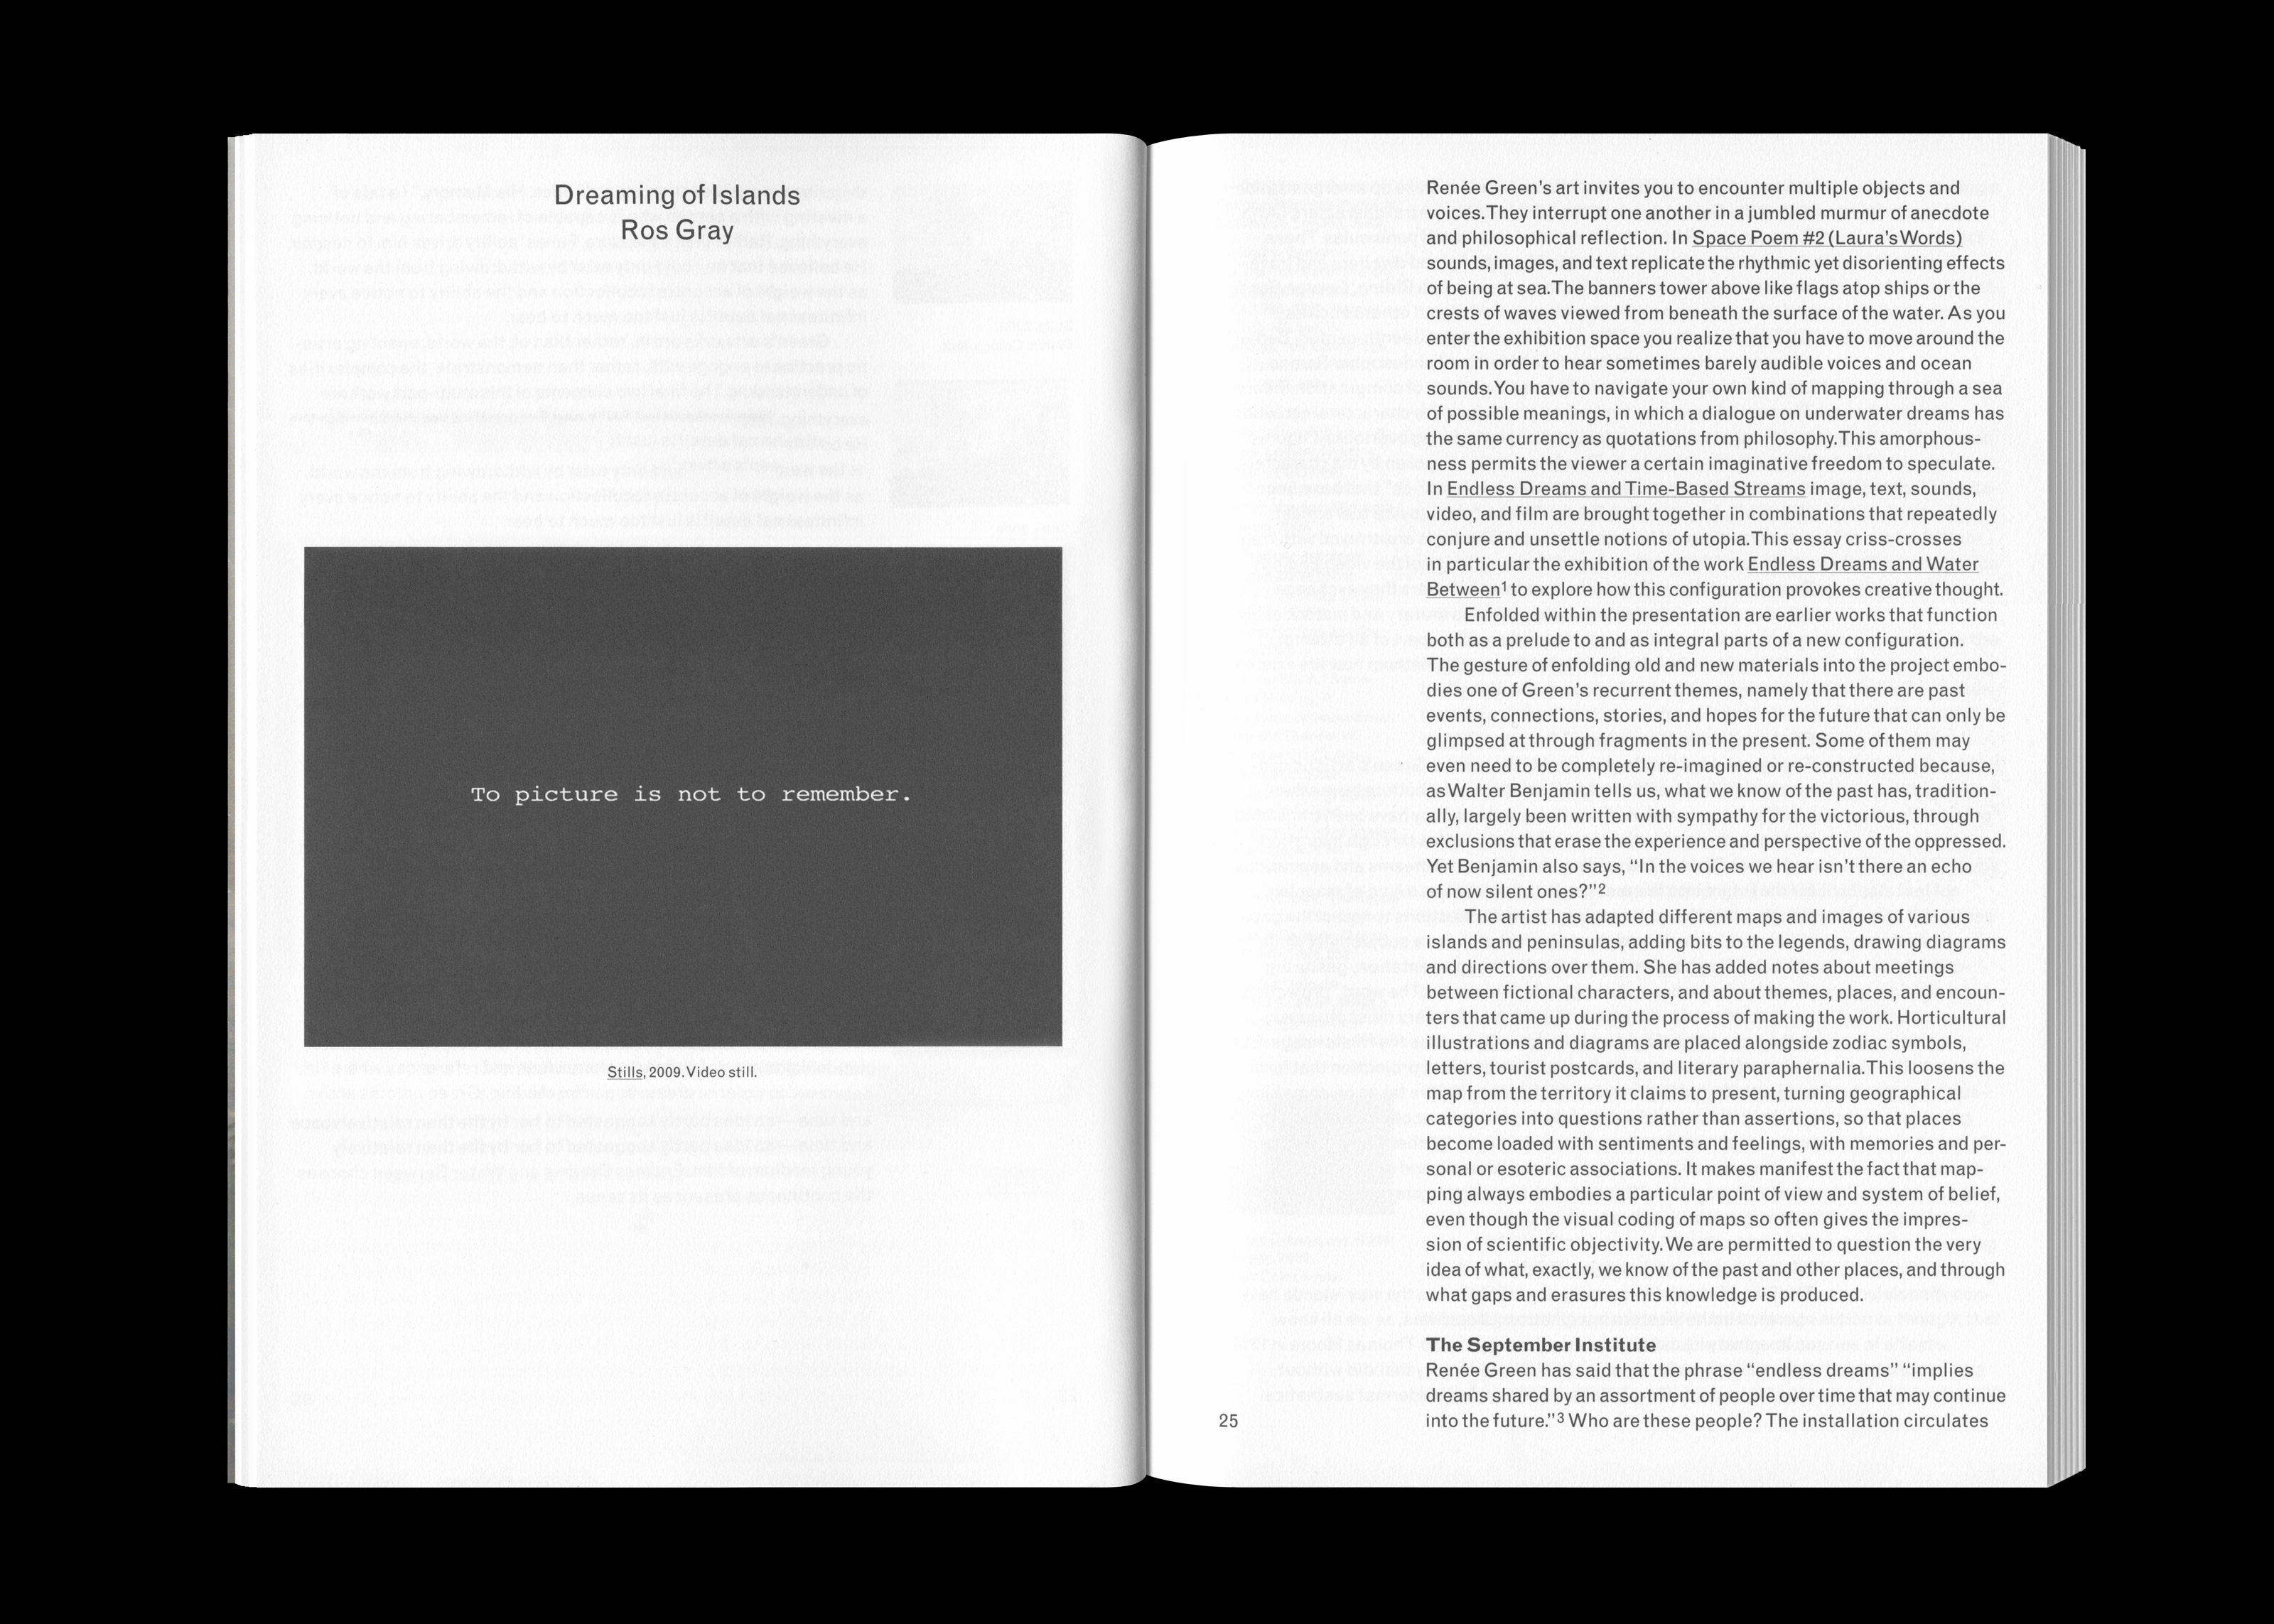 Dreaming of Islands
Ros Gray
To picture is not to remember.
Stills, 2009. Video still.
Renée Green's art invites you to encounter multiple objects and
voices. They interrupt one another in a jumbled murmur of anecdote
and philosophical reflection. In Space Poem #2 (Laura's Words)
sounds, images, and text replicate the rhythmic yet disorienting effects
of being at sea. The banners tower above like flags atop ships or the
crests of waves viewed from beneath the surface of the water. As you
enter the exhibition space you realize that you have to move around the
room in order to hear sometimes barely audible voices and ocean
sounds. You have to navigate your own kind of mapping through a sea
of possible meanings, in which a dialogue on underwater dreams has
the same currency as quotations from philosophy. This amorphous-
ness permits the viewer a certain imaginative freedom to speculate.
In Endless Dreams and Time-Based Streams image, text, sounds,
video, and film are brought together in combinations that repeatedly
conjure and unsettle notions of utopia. This essay criss-crosses
in particular the exhibition of the work Endless Dreams and Water
Between¹ to explore how this configuration provokes creative thought.
Enfolded within the presentation are earlier works that function
both as a prelude to and as integral parts of a new configuration.
The gesture of enfolding old and new materials into the project embo-
dies one of Green's recurrent themes, namely that there are past
events, connections, stories, and hopes for the future that can only be
glimpsed at through fragments in the present. Some of them may
even need to be completely re-imagined or re-constructed because,
as Walter Benjamin tells us, what we know of the past has, tradition-
ally, largely been written with sympathy for the victorious, through
exclusions that erase the experience and perspective of the oppressed.
Yet Benjamin also says, “In the voices we hear isn't there an echo
of now silent ones?”²
The artist has adapted different maps and images of various
islands and peninsulas, adding bits to the legends, drawing diagrams
and directions over them. She has added notes about meetings
between fictional characters, and about themes, places, and encoun-
ters that came up during the process of making the work. Horticultural
illustrations and diagrams are placed alongside zodiac symbols,
letters, tourist postcards, and literary paraphernalia. This loosens the
map from the territory it claims to present, turning geographical
categories into questions rather than assertions, so that places
become loaded with sentiments and feelings, with memories and per-
sonal or esoteric associations. It makes manifest the fact that map-
ping always embodies a particular point of view and system of belief,
even though the visual coding of maps so often gives the impres-
sion of scientific objectivity. We are permitted to question the very
idea of what, exactly, we know of the past and other places, and through
what gaps and erasures this knowledge is produced.
The September Institute
Renée Green has said that the phrase “endless dreams” “implies
dreams shared by an assortment of people over time that may continue
into the future.”³ Who are these people? The installation circulates
25